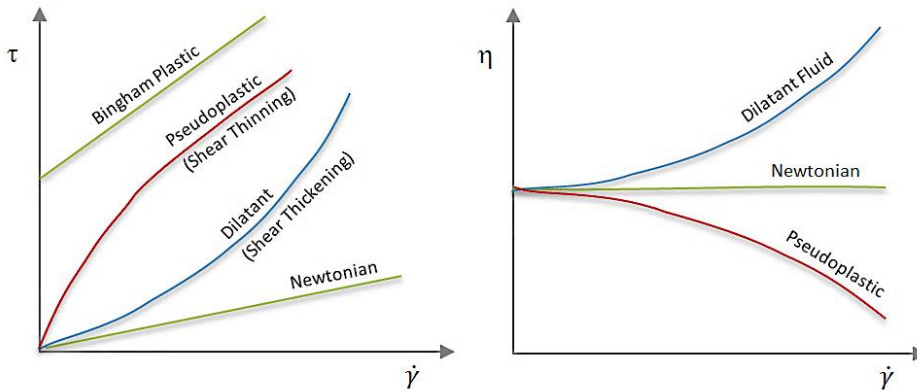 τ
Bingham Plastic
Pseudoplastic
(Shear Thinning)
Dilatant
(Shear Thickening)
Newtonian
γ̇
η
Dilatant Fluid
Newtonian
Pseudoplastic
γ̇